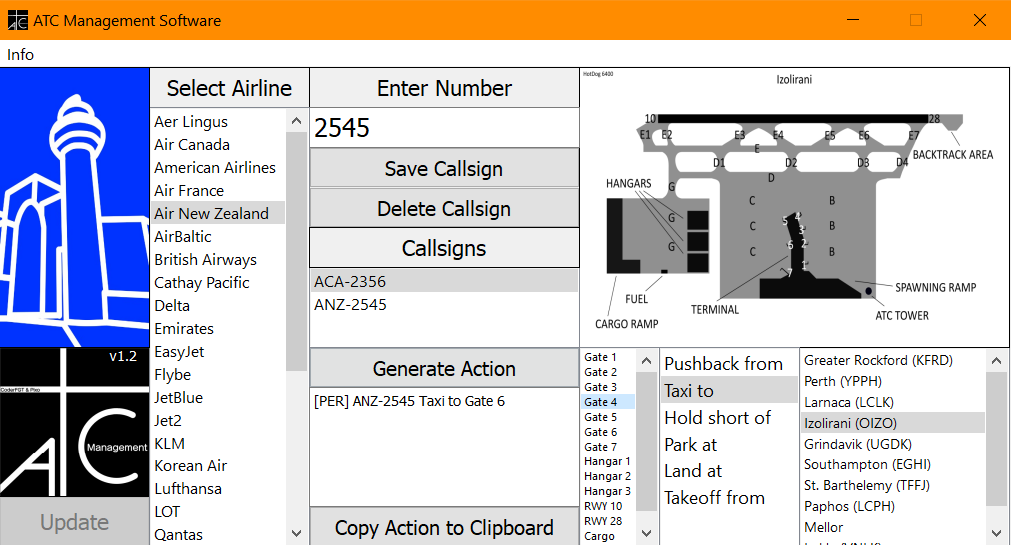 ATC Management Software
Info
v1.2
CoderFGT & Pixo
ATC
Management
Update
Select Airline
Aer Lingus
Air Canada
American Airlines
Air France
Air New Zealand
AirBaltic
British Airways
Cathay Pacific
Delta
Emirates
EasyJet
Flybe
JetBlue
Jet2
KLM
Korean Air
Lufthansa
LOT
Qantas
Enter Number
2545
Save Callsign
Delete Callsign
Callsigns
ACA-2356
ANZ-2545
Generate Action
[PER] ANZ-2545 Taxi to Gate 6
Copy Action to Clipboard
HotDog 6400
Izolirani
10
28
E1
E2
E3
E4
E5
E6
E7
E
BACKTRACK AREA
D1
D2
D3
D4
D
HANGARS
G
G
G
C
B
C
B
C
B
5
4
3
6
2
7
1
FUEL
TERMINAL
SPAWNING RAMP
CARGO RAMP
ATC TOWER
Gate 1
Gate 2
Gate 3
Gate 4
Gate 5
Gate 6
Gate 7
Hangar 1
Hangar 2
Hangar 3
RWY 10
RWY 28
Cargo
Pushback from
Taxi to
Hold short of
Park at
Land at
Takeoff from
Greater Rockford (KFRD)
Perth (YPPH)
Larnaca (LCLK)
Izolirani (OIZO)
Grindavik (UGDK)
Southampton (EGHI)
St. Barthelemy (TFFJ)
Paphos (LCPH)
Mellor